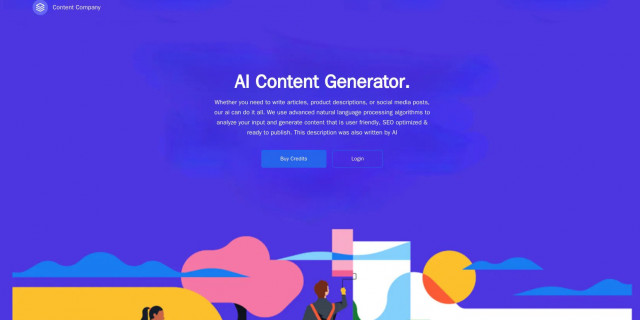 Content Company
AI Content Generator.
Whether you need to write articles, product descriptions, or social media posts,
our ai can do it all. We use advanced natural language processing algorithms to
analyze your input and generate content that is user friendly, SEO optimized &
ready to publish. This description was also written by AI
Buy Credits
Login